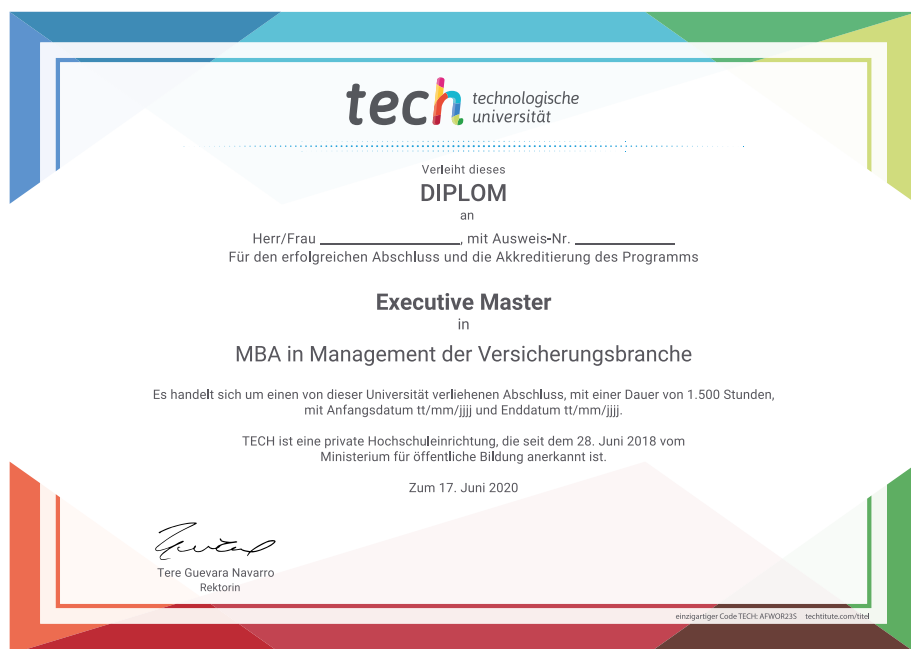 tech technologische
universität
Verleiht dieses
DIPLOM
an
Herr/Frau ____________________, mit Ausweis-Nr. ______________
Für den erfolgreichen Abschluss und die Akkreditierung des Programms
Executive Master
in
MBA in Management der Versicherungsbranche
Es handelt sich um einen von dieser Universität verliehenen Abschluss, mit einer Dauer von 1.500 Stunden,
mit Anfangsdatum tt/mm/jjjj und Enddatum tt/mm/jjjj.
TECH ist eine private Hochschuleinrichtung, die seit dem 28. Juni 2018 vom
Ministerium für öffentliche Bildung anerkannt ist.
Zum 17. Juni 2020
Tere Guevara Navarro
Rektorin
einzigartiger Code TECH: AFWOR23S techtitute.com/titel